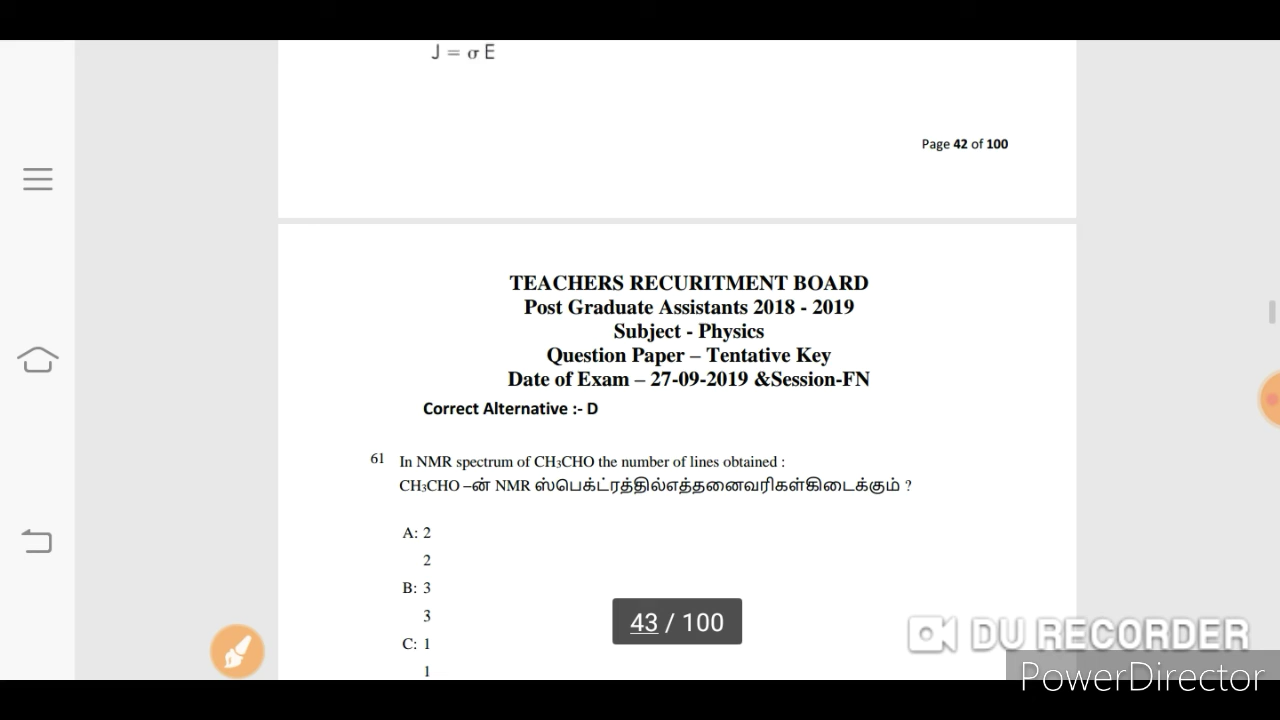 J = σ E
Page 42 of 100
TEACHERS RECURITMENT BOARD
Post Graduate Assistants 2018 - 2019
Subject - Physics
Question Paper – Tentative Key
Date of Exam – 27-09-2019 &Session-FN
Correct Alternative :- D
61 In NMR spectrum of CH₃CHO the number of lines obtained :
CH₃CHO –ன் NMR ஸ்பெக்ட்ரத்தில்எத்தனைவரிகள்கிடைக்கும் ?
A: 2
2
B: 3
3
C: 1
1
43 / 100
DU RECORDER
PowerDirector